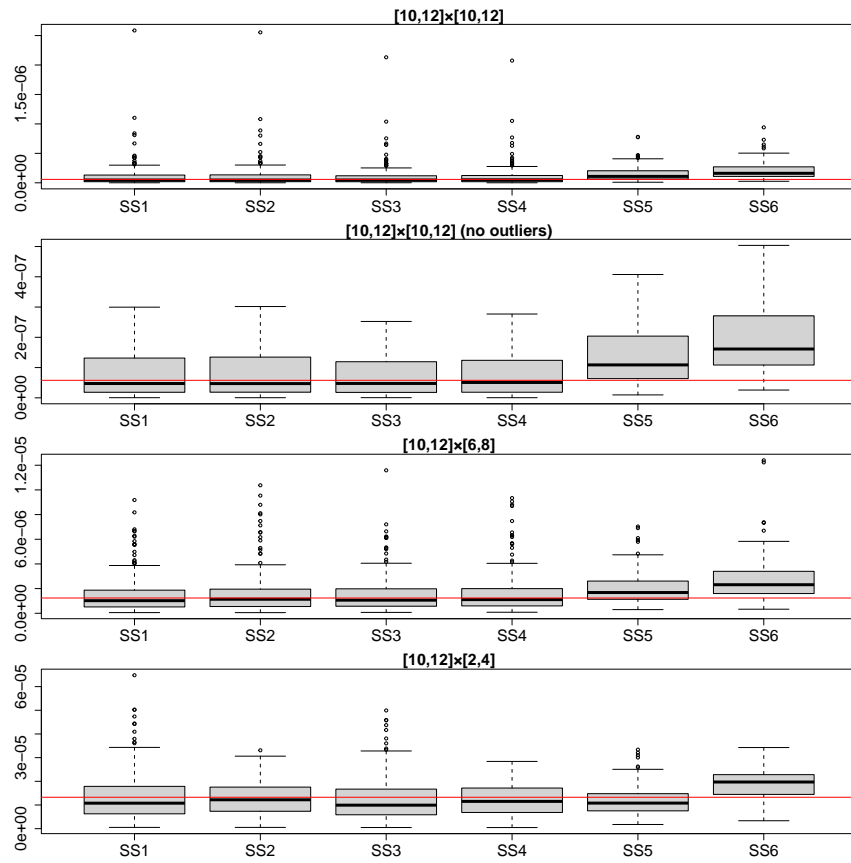 [10,12]×[10,12]
1.5e-06
0.0e+00
SS1 SS2 SS3 SS4 SS5 SS6
[10,12]×[10,12] (no outliers)
4e-07
2e-07
0e+00
SS1 SS2 SS3 SS4 SS5 SS6
[10,12]×[6,8]
1.2e-05
6.0e-06
0.0e+00
SS1 SS2 SS3 SS4 SS5 SS6
[10,12]×[2,4]
6e-05
3e-05
0e+00
SS1 SS2 SS3 SS4 SS5 SS6